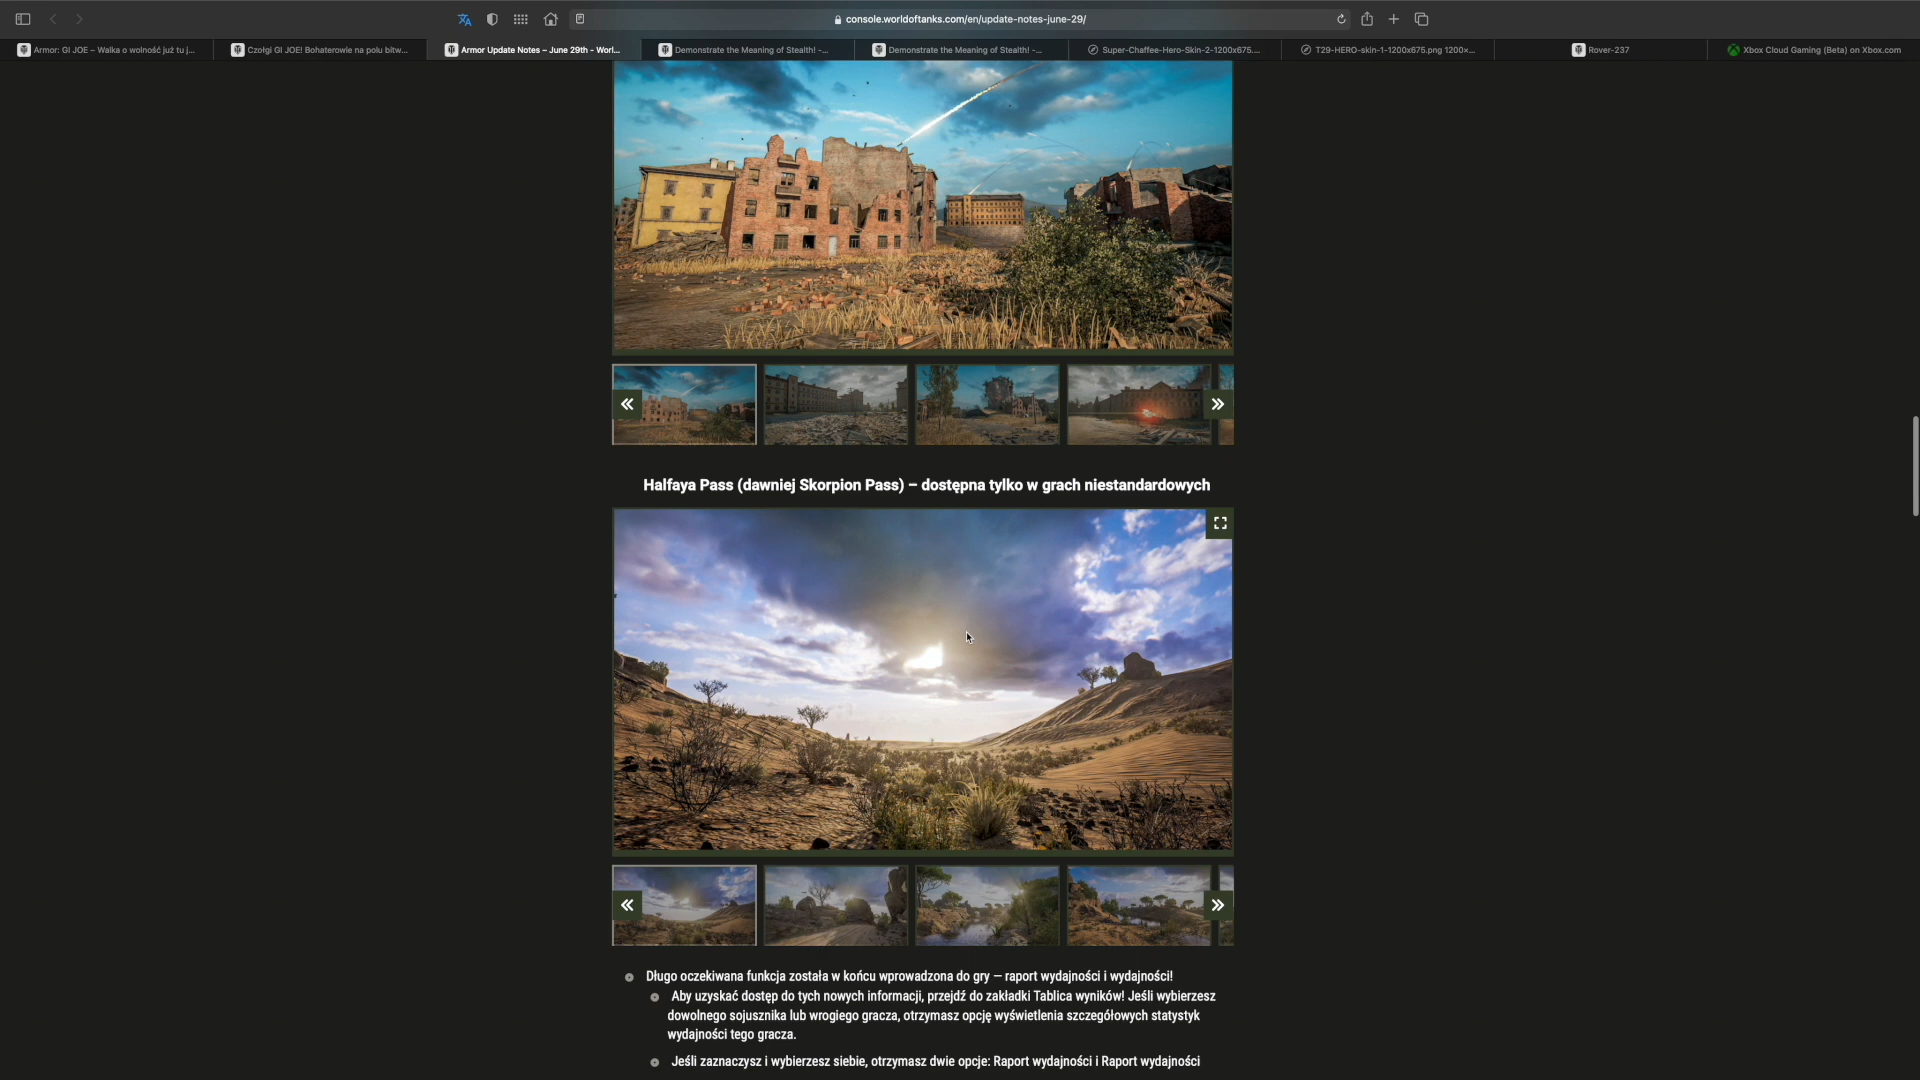 console.worldoftanks.com/en/update-notes-june-29/
Armor: GI JOE – Walka o wolność już tu j...
Czołgi GI JOE! Bohaterowie na polu bitw...
Armor Update Notes – June 29th - Worl...
Demonstrate the Meaning of Stealth! -...
Demonstrate the Meaning of Stealth! -...
Super-Chaffee-Hero-Skin-2-1200x675....
T29-HERO-skin-1-1200x675.png 1200×...
Rover-237
Xbox Cloud Gaming (Beta) on Xbox.com
Halfaya Pass (dawniej Skorpion Pass) – dostępna tylko w grach niestandardowych
Długo oczekiwana funkcja została w końcu wprowadzona do gry — raport wydajności i wydajności!
Aby uzyskać dostęp do tych nowych informacji, przejdź do zakładki Tablica wyników! Jeśli wybierzesz
dowolnego sojusznika lub wrogiego gracza, otrzymasz opcję wyświetlenia szczegółowych statystyk
wydajności tego gracza.
Jeśli zaznaczysz i wybierzesz siebie, otrzymasz dwie opcje: Raport wydajności i Raport wydajności